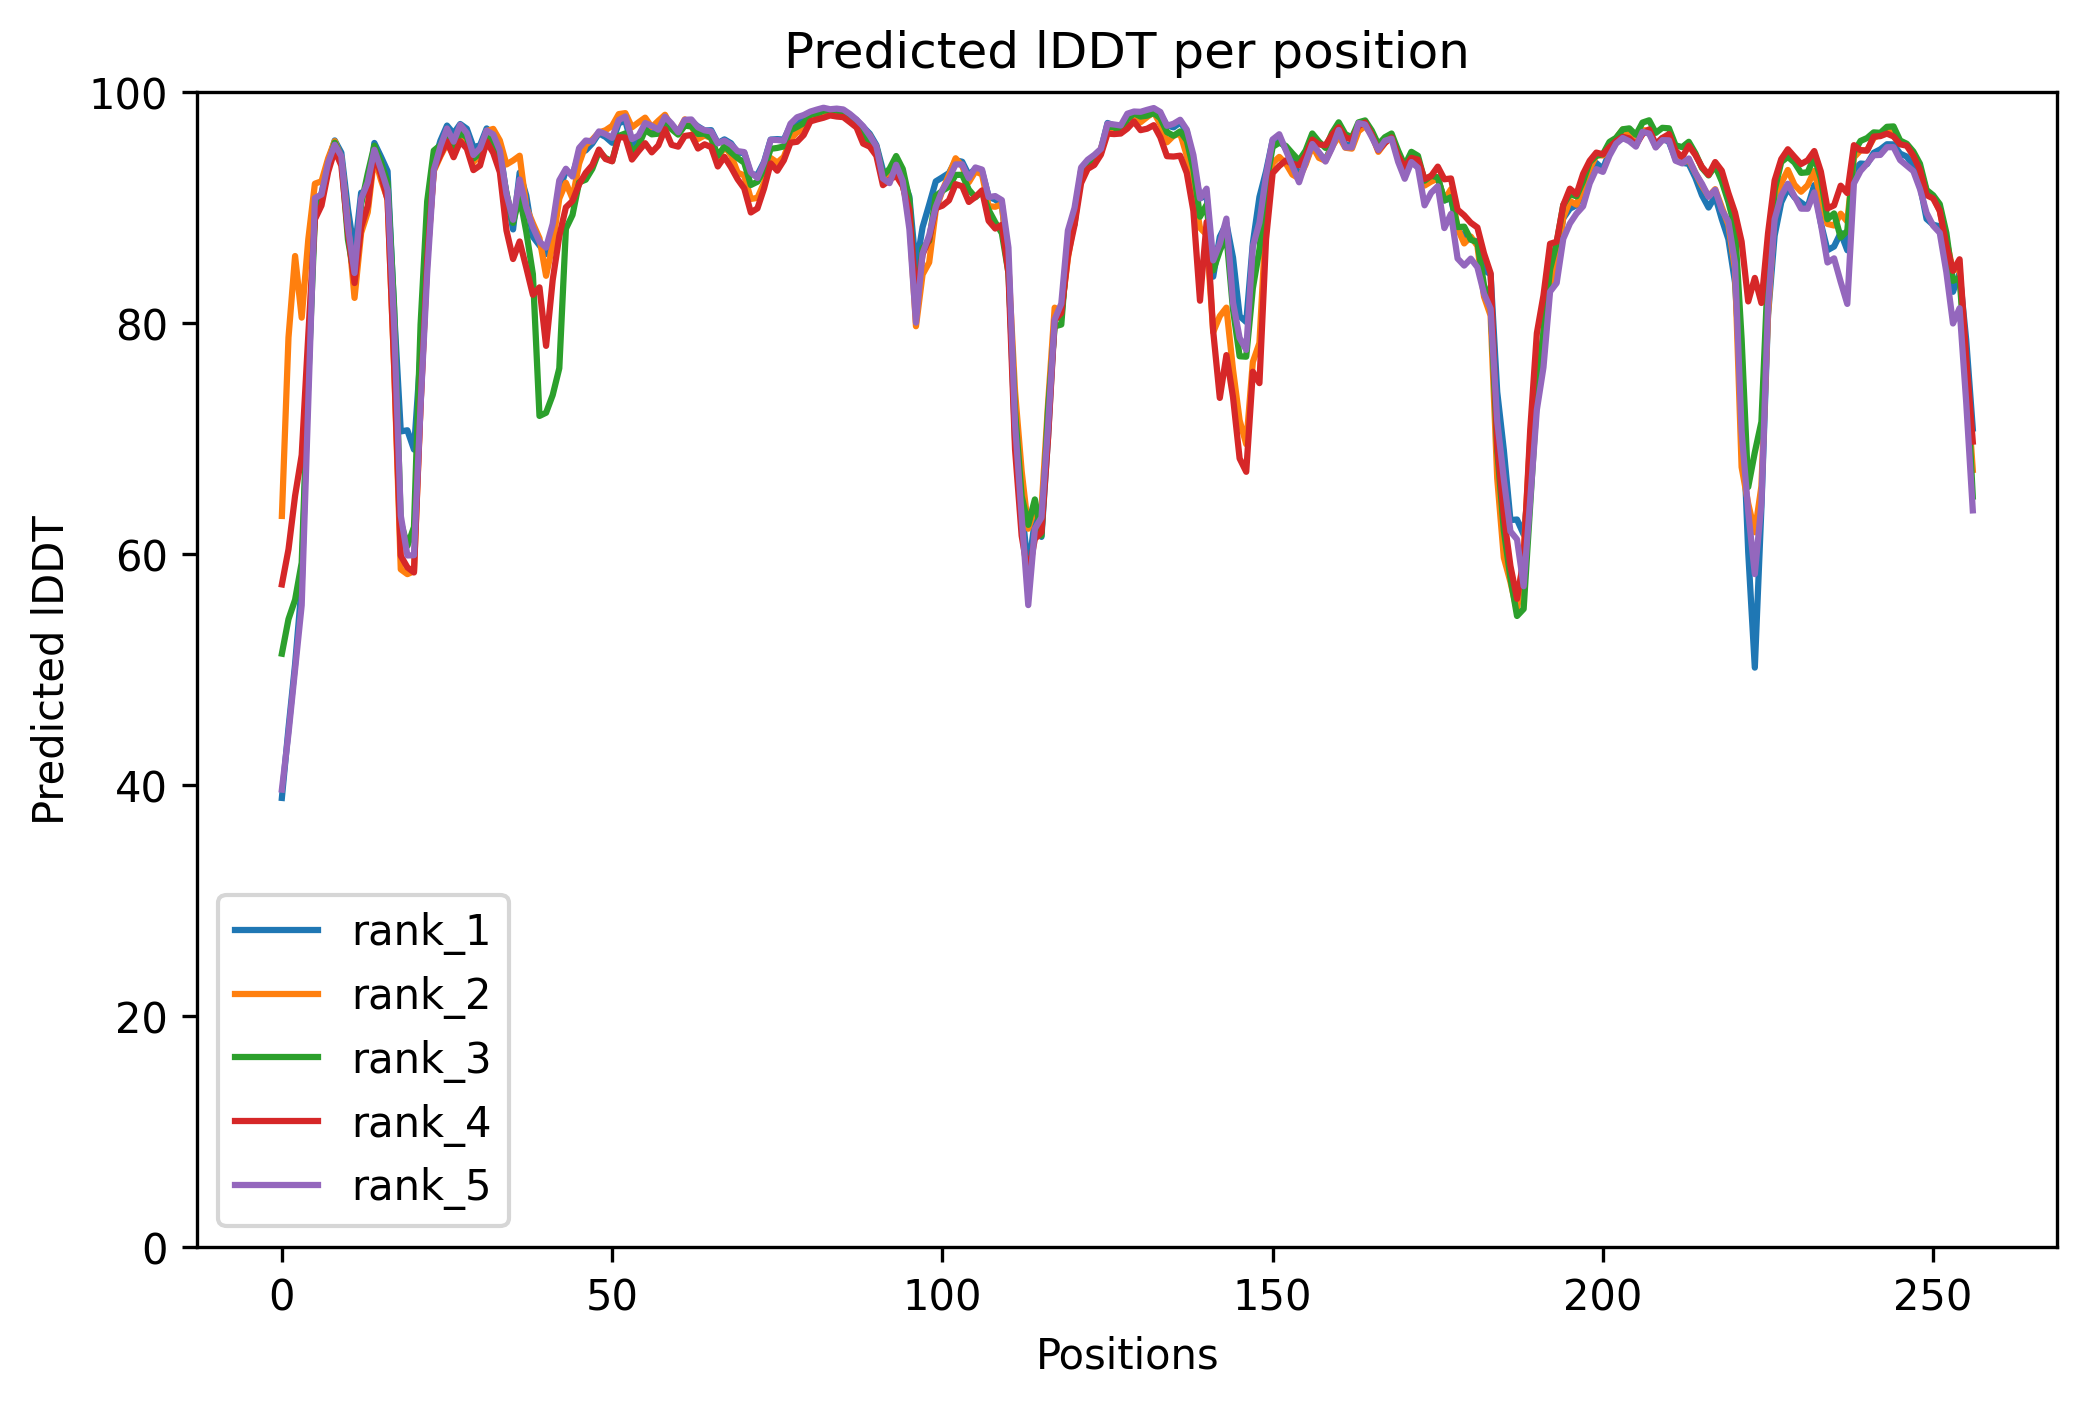 Predicted lDDT per position
100
80
60
40
20
0
Predicted lDDT
rank_1
rank_2
rank_3
rank_4
rank_5
0 50 100 150 200 250
Positions